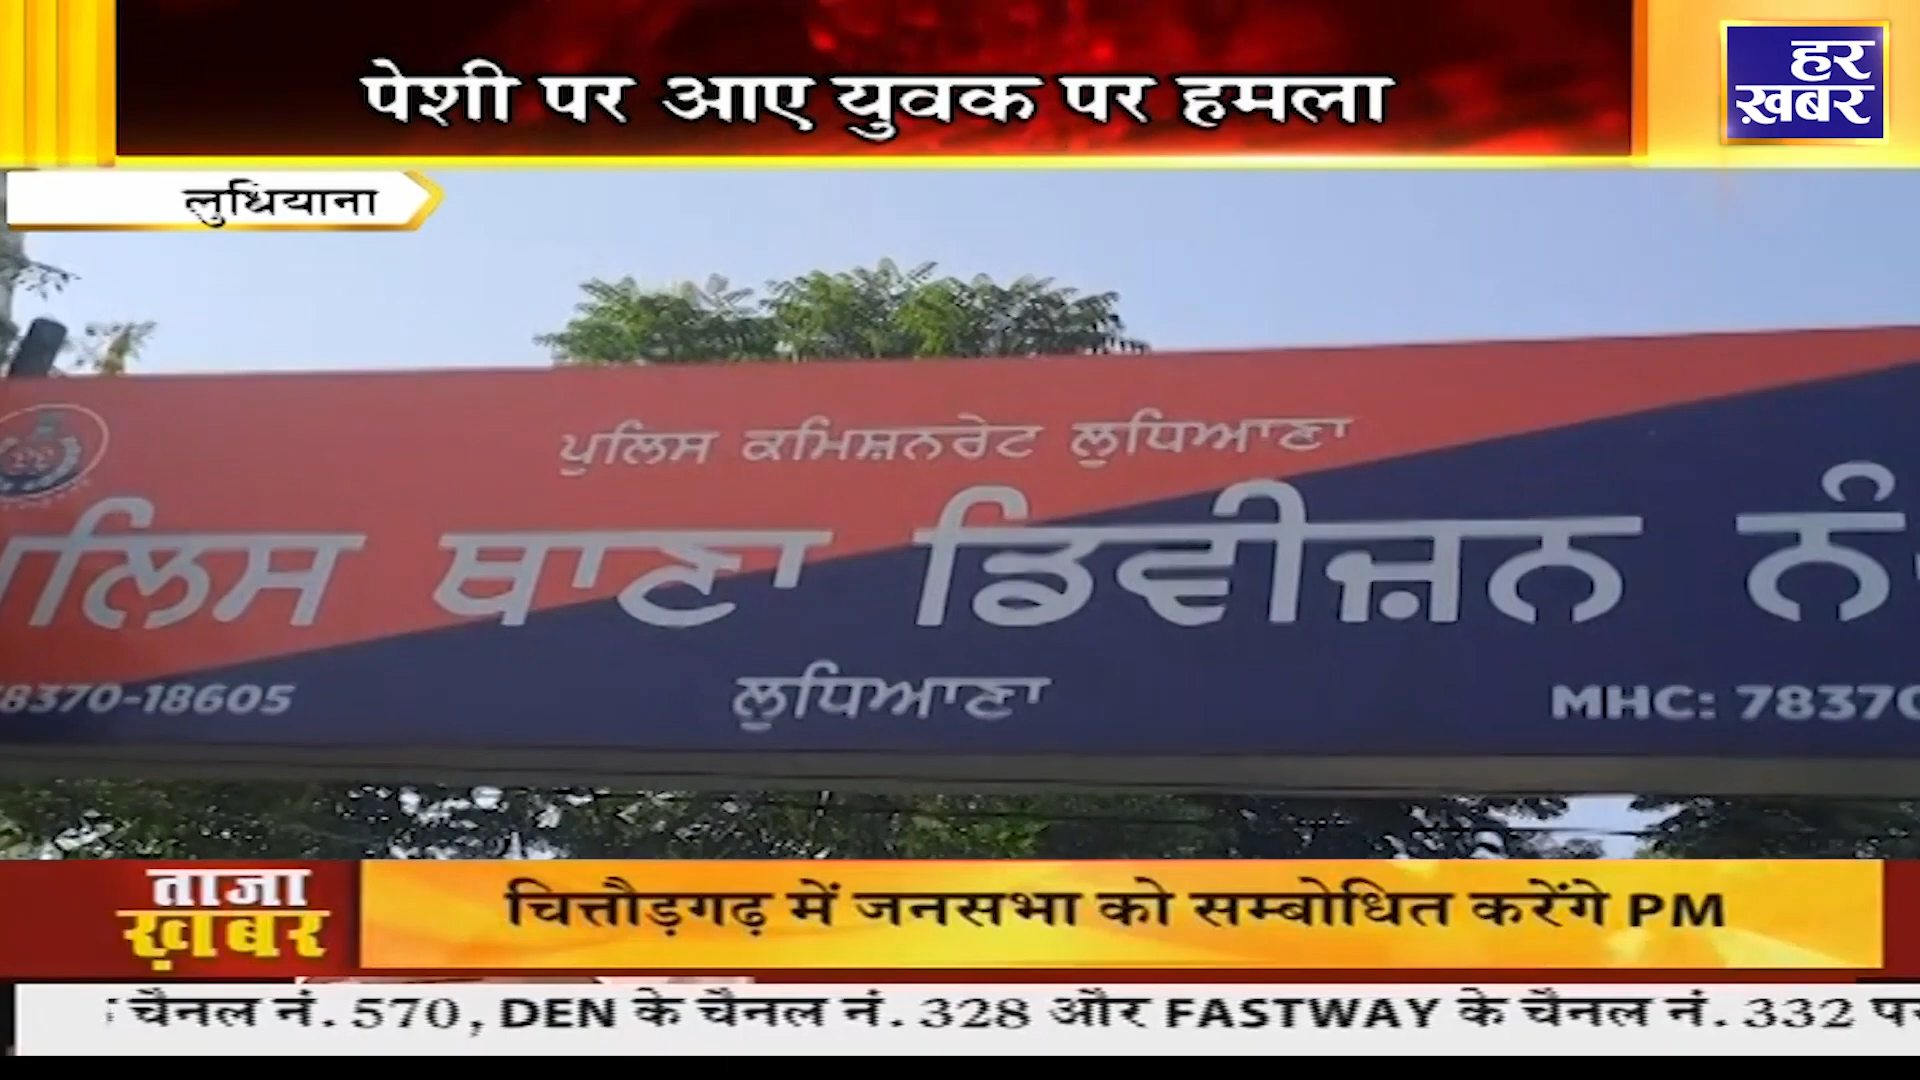 पेशी पर आए युवक पर हमला
हर
ख़बर
लुधियाना
ਪੁਲਿਸ ਕਮਿਸ਼ਨਰੇਟ ਲੁਧਿਆਣਾ
ਪੁਲਿਸ ਥਾਣਾ ਡਿਵੀਜ਼ਨ ਨੰ
8370-18605
ਲੁਧਿਆਣਾ
MHC: 7837
ताजा
ख़बर
चित्तौड़गढ़ में जनसभा को सम्बोधित करेंगे PM
चैनल नं. 570, DEN के चैनल नं. 328 और FASTWAY के चैनल नं. 332